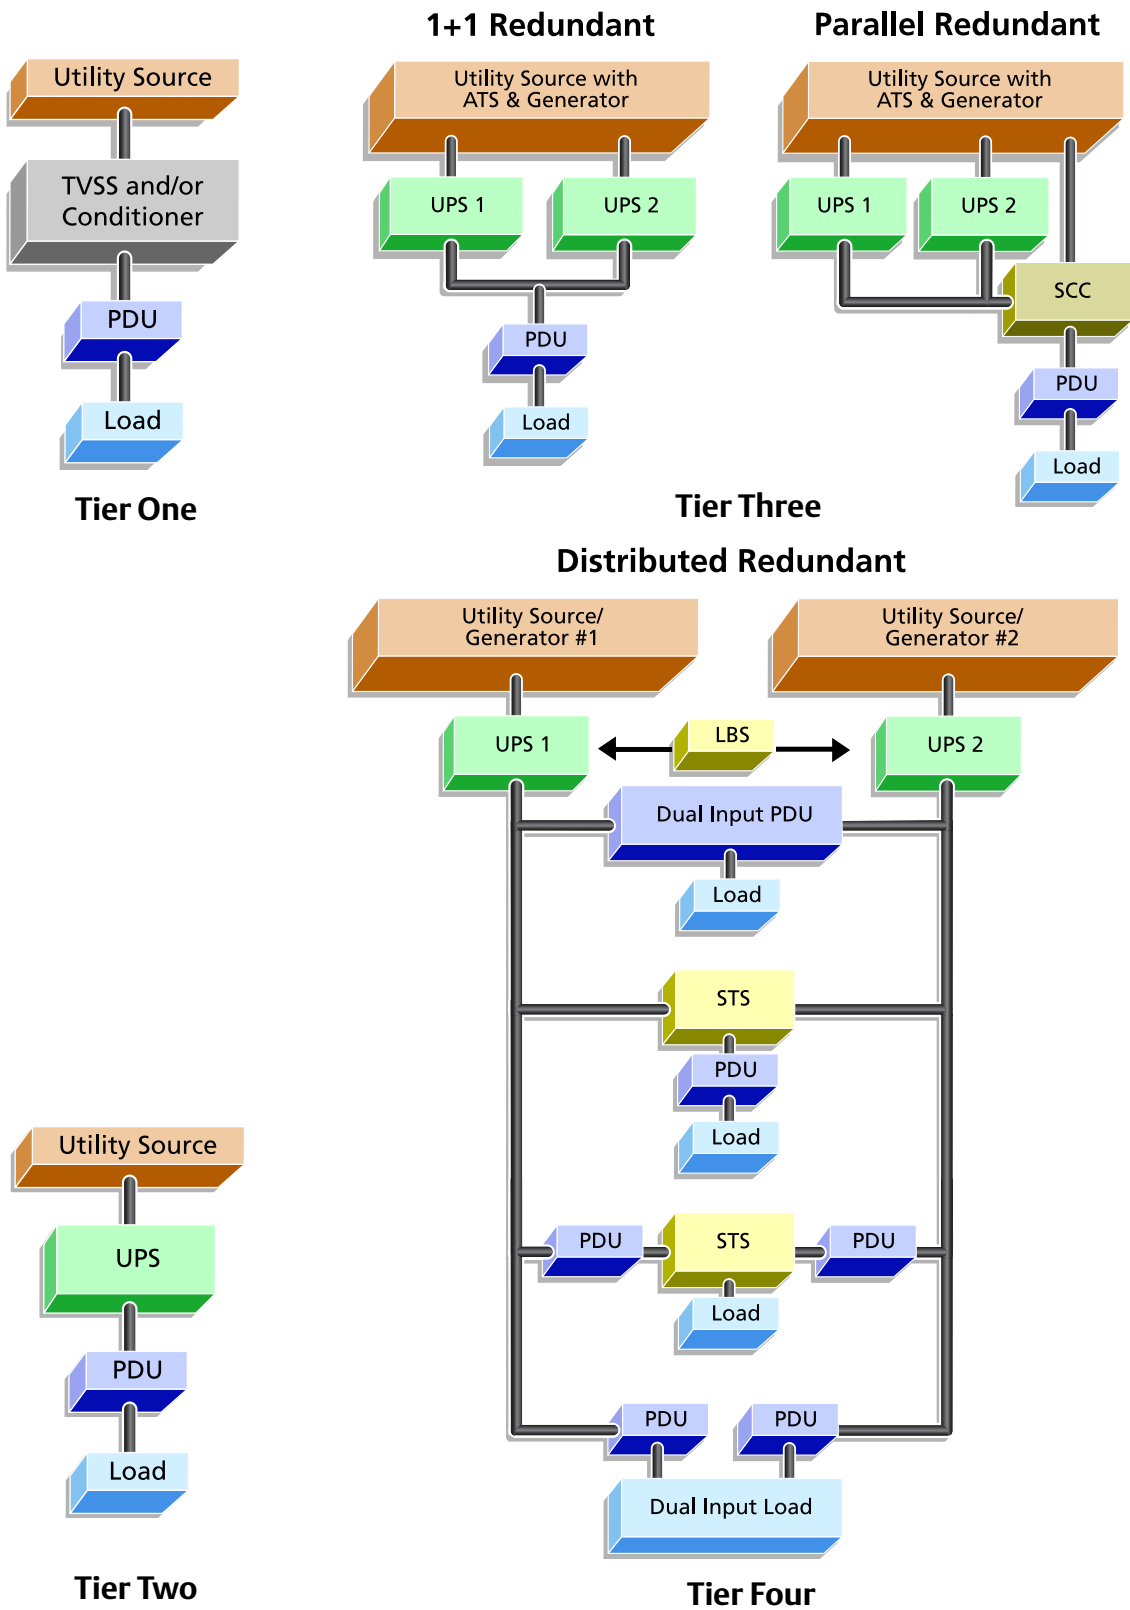 Utility Source
TVSS and/or
Conditioner
PDU
Load
Tier One
1+1 Redundant
Utility Source with
ATS & Generator
UPS 1
UPS 2
PDU
Load
Parallel Redundant
Utility Source with
ATS & Generator
UPS 1
UPS 2
SCC
PDU
Load
Tier Three
Utility Source
UPS
PDU
Load
Tier Two
Distributed Redundant
Utility Source/
Generator #1
Utility Source/
Generator #2
UPS 1
LBS
UPS 2
Dual Input PDU
Load
STS
PDU
Load
PDU
STS
PDU
Load
PDU
PDU
Dual Input Load
Tier Four